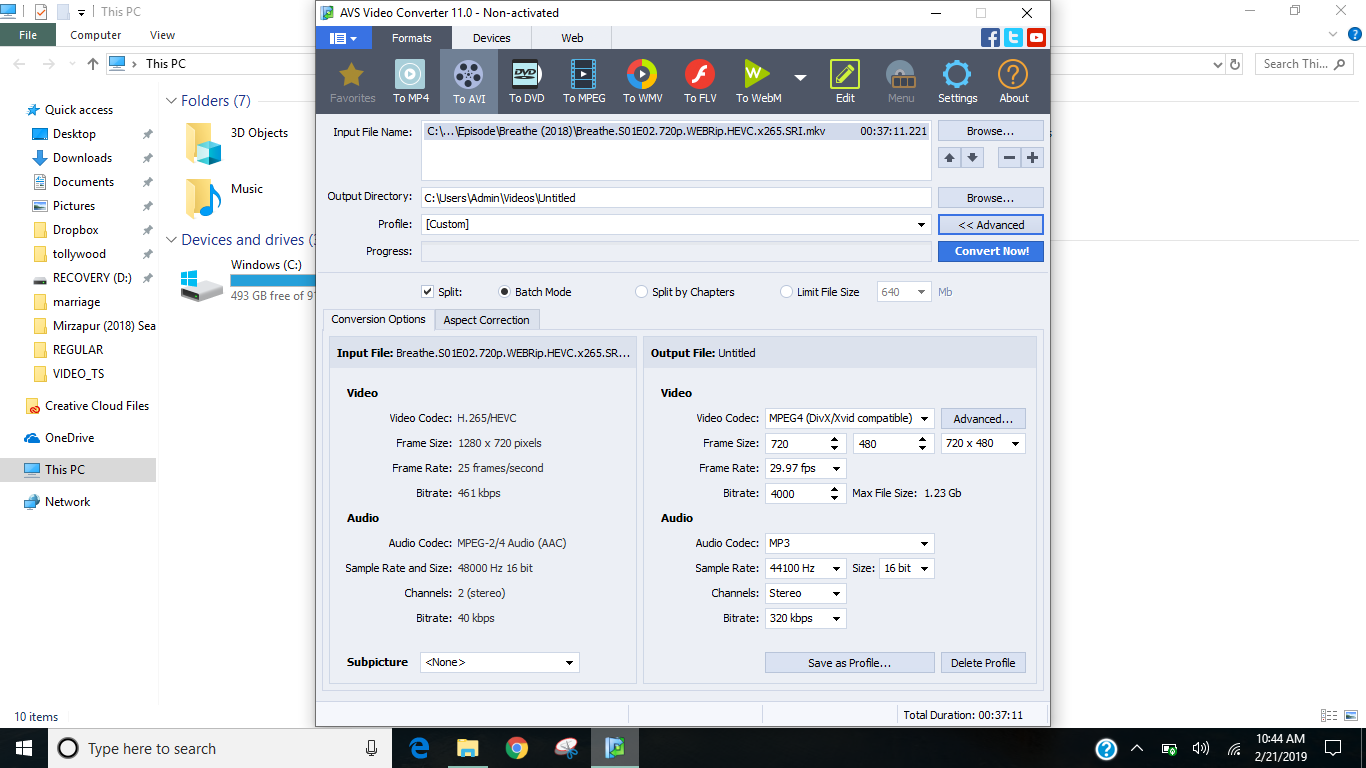 This PC
File Computer View
This PC
Search This...
Quick access
Desktop
Downloads
Documents
Pictures
Dropbox
tollywood
RECOVERY (D:)
marriage
Mirzapur (2018) Sea
REGULAR
VIDEO_TS
Creative Cloud Files
OneDrive
This PC
Network
Folders (7)
3D Objects
Music
Devices and drives
Windows (C:)
493 GB free of
10 items
AVS Video Converter 11.0 - Non-activated
Formats Devices Web
Favorites To MP4 To AVI DVD To DVD To MPEG To WMV To FLV To WebM Edit Menu Settings About
Input File Name: C:\...\Episode\Breathe (2018)\Breathe.S01E02.720p.WEBRip.HEVC.x265.SRI.mkv 00:37:11.221 Browse...
Output Directory: C:\Users\Admin\Videos\Untitled Browse...
Profile: [Custom] << Advanced
Progress: Convert Now!
Split: Batch Mode Split by Chapters Limit File Size 640 Mb
Conversion Options Aspect Correction
Input File: Breathe.S01E02.720p.WEBRip.HEVC.x265.SR...
Video
Video Codec: H.265/HEVC
Frame Size: 1280 x 720 pixels
Frame Rate: 25 frames/second
Bitrate: 461 kbps
Audio
Audio Codec: MPEG-2/4 Audio (AAC)
Sample Rate and Size: 48000 Hz 16 bit
Channels: 2 (stereo)
Bitrate: 40 kbps
Subpicture <None>
Output File: Untitled
Video
Video Codec: MPEG4 (DivX/Xvid compatible) Advanced...
Frame Size: 720 480 720 x 480
Frame Rate: 29.97 fps
Bitrate: 4000 Max File Size: 1.23 Gb
Audio
Audio Codec: MP3
Sample Rate: 44100 Hz Size: 16 bit
Channels: Stereo
Bitrate: 320 kbps
Save as Profile... Delete Profile
Total Duration: 00:37:11
Type here to search
10:44 AM
2/21/2019